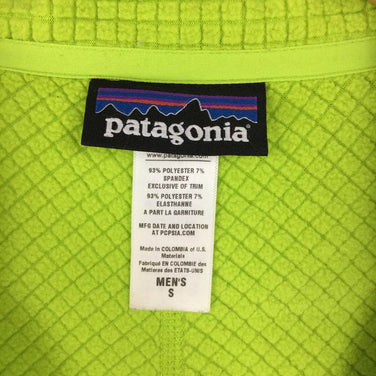 patagonia
www.patagonia.com
93% POLYESTER 7%
SPANDEX
EXCLUSIVE OF TRIM
93% POLYESTER 7%
ELASTHANNE
A PART LA GARNITURE
MFG DATE AND LOCATION
AT PCPSIA.COM
Made in COLOMBIA of U.S.
Materials
Fabriqué EN COLOMBIE des
Matieres des ETATS-UNIS
MEN'S
S